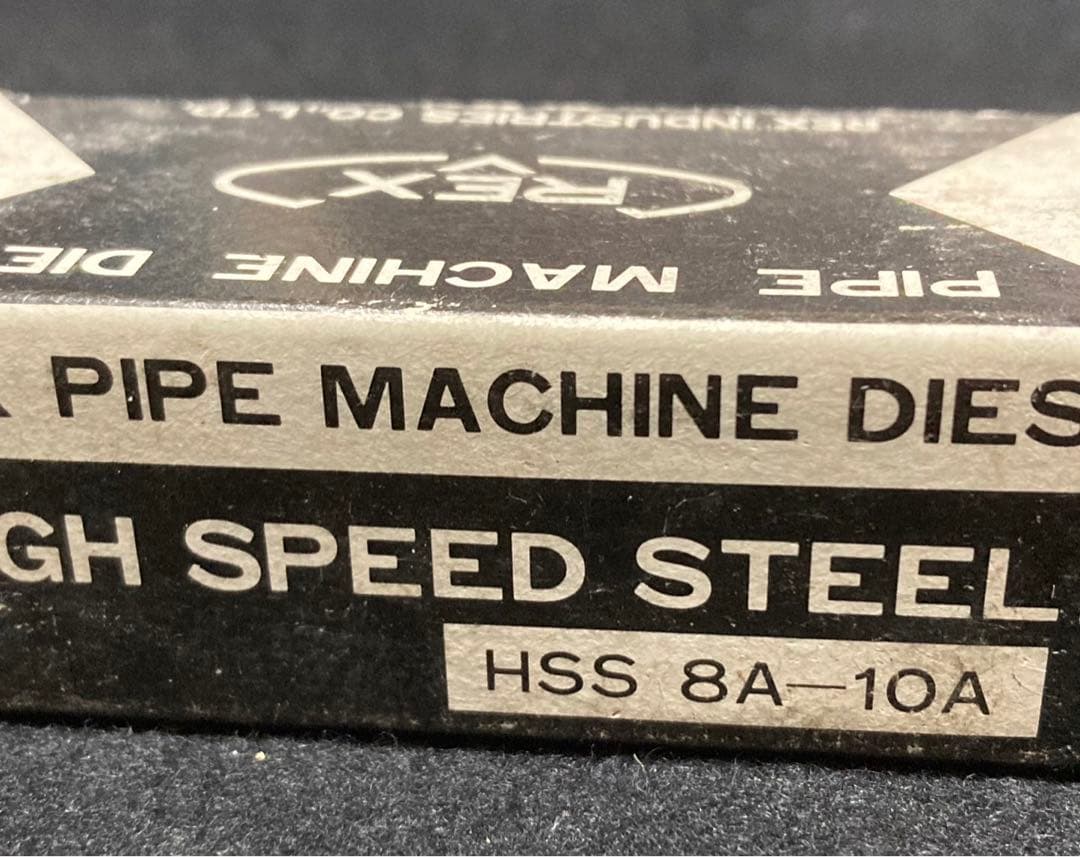 REX INDUSTRIES CO., LTD.
REX
PIPE MACHINE DIE
PIPE MACHINE DIES
GH SPEED STEEL
HSS 8A—10A